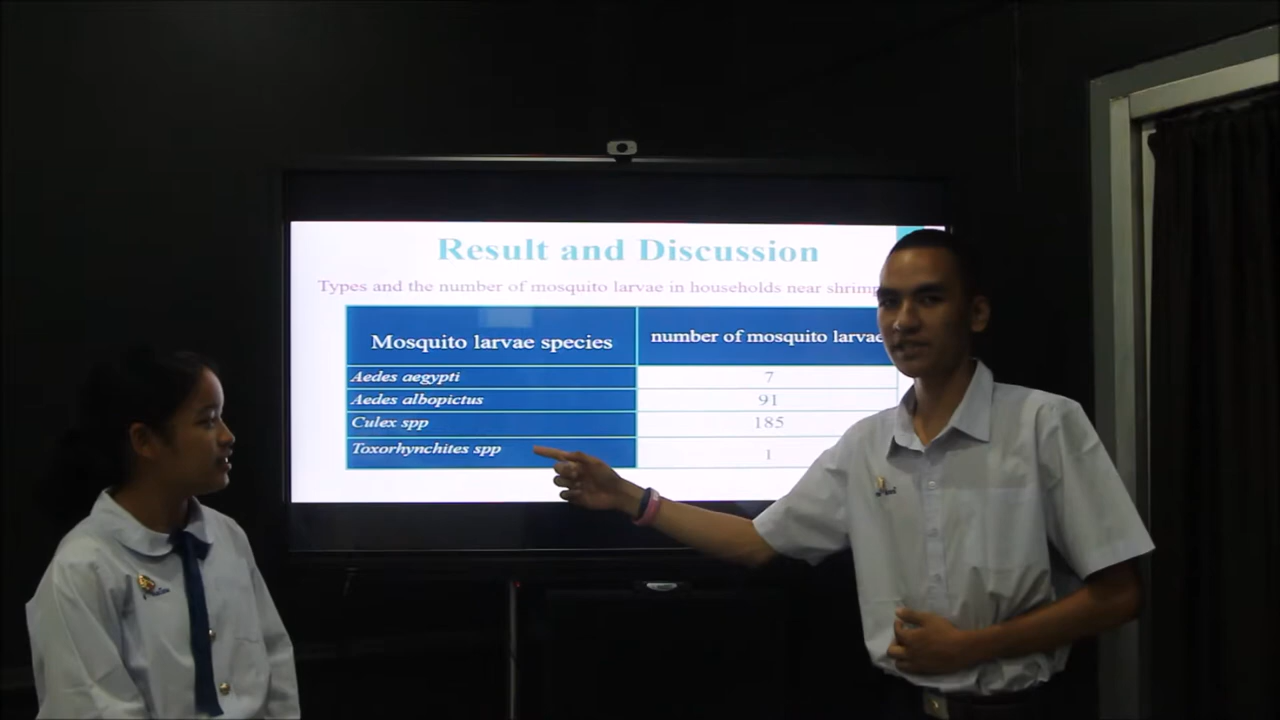 Result and Discussion
Types and the number of mosquito larvae in households near shrimp
Mosquito larvae species
number of mosquito larvae
Aedes aegypti
7
Aedes albopictus
91
Culex spp
185
Toxorhynchites spp
1